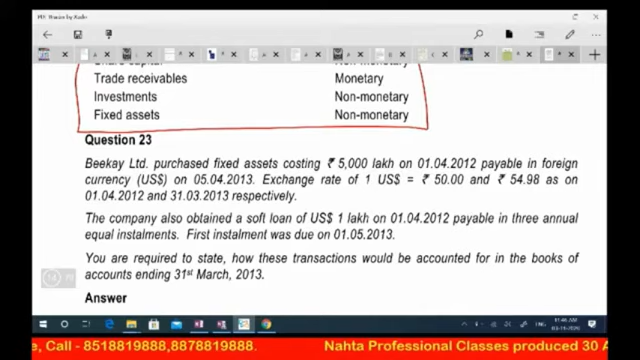 Trade receivables Monetary
Investments Non-monetary
Fixed assets Non-monetary
Question 23
Beekay Ltd. purchased fixed assets costing ₹ 5,000 lakh on 01.04.2012 payable in foreign
currency (US$) on 05.04.2013. Exchange rate of 1 US$ = ₹ 50.00 and ₹ 54.98 as on
01.04.2012 and 31.03.2013 respectively.
The company also obtained a soft loan of US$ 1 lakh on 01.04.2012 payable in three annual
equal instalments. First instalment was due on 01.05.2013.
You are required to state, how these transactions would be accounted for in the books of
accounts ending 31st March, 2013.
Answer
ENG
03-11-2020
e, Call - 8518819888,8878819888. Nahta Professional Classes produced 30 A